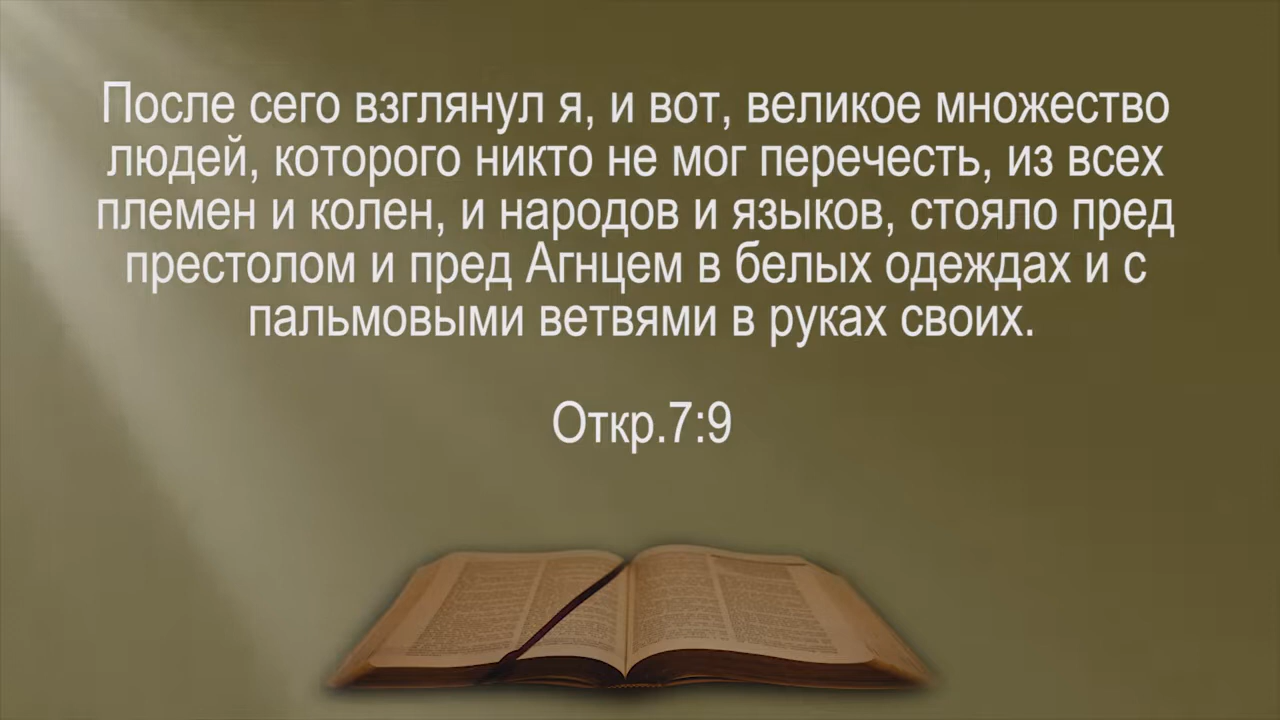 После сего взглянул я, и вот, великое множество
людей, которого никто не мог перечесть, из всех
племен и колен, и народов и языков, стояло пред
престолом и пред Агнцем в белых одеждах и с
пальмовыми ветвями в руках своих.
Откр.7:9